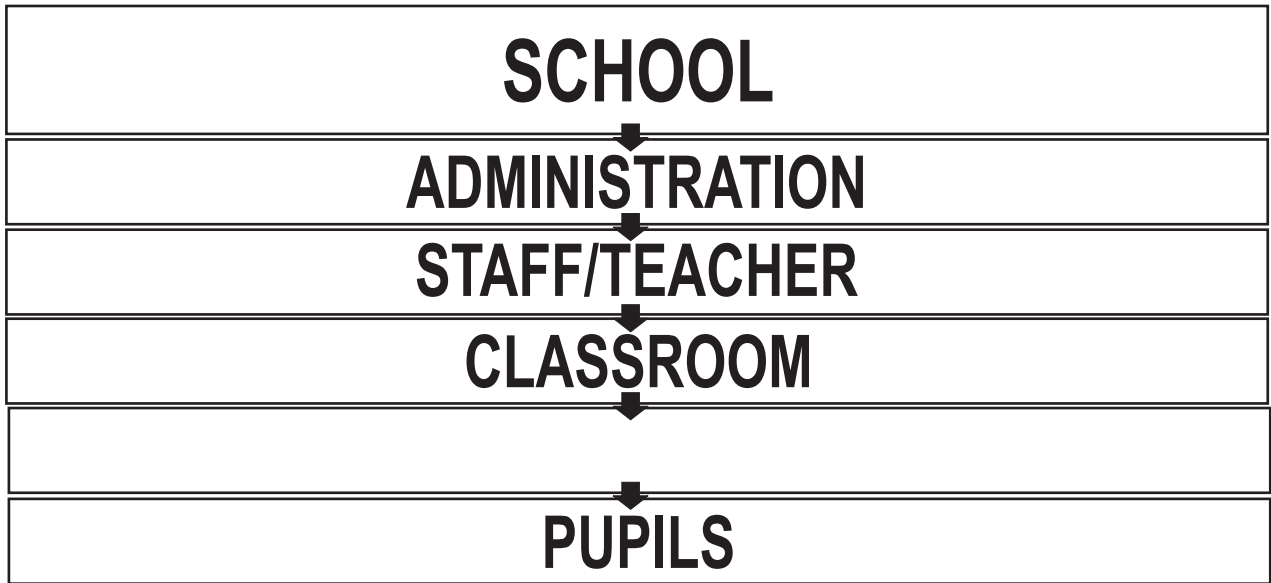 SCHOOL
ADMINISTRATION
STAFF/TEACHER
CLASSROOM
PUPILS